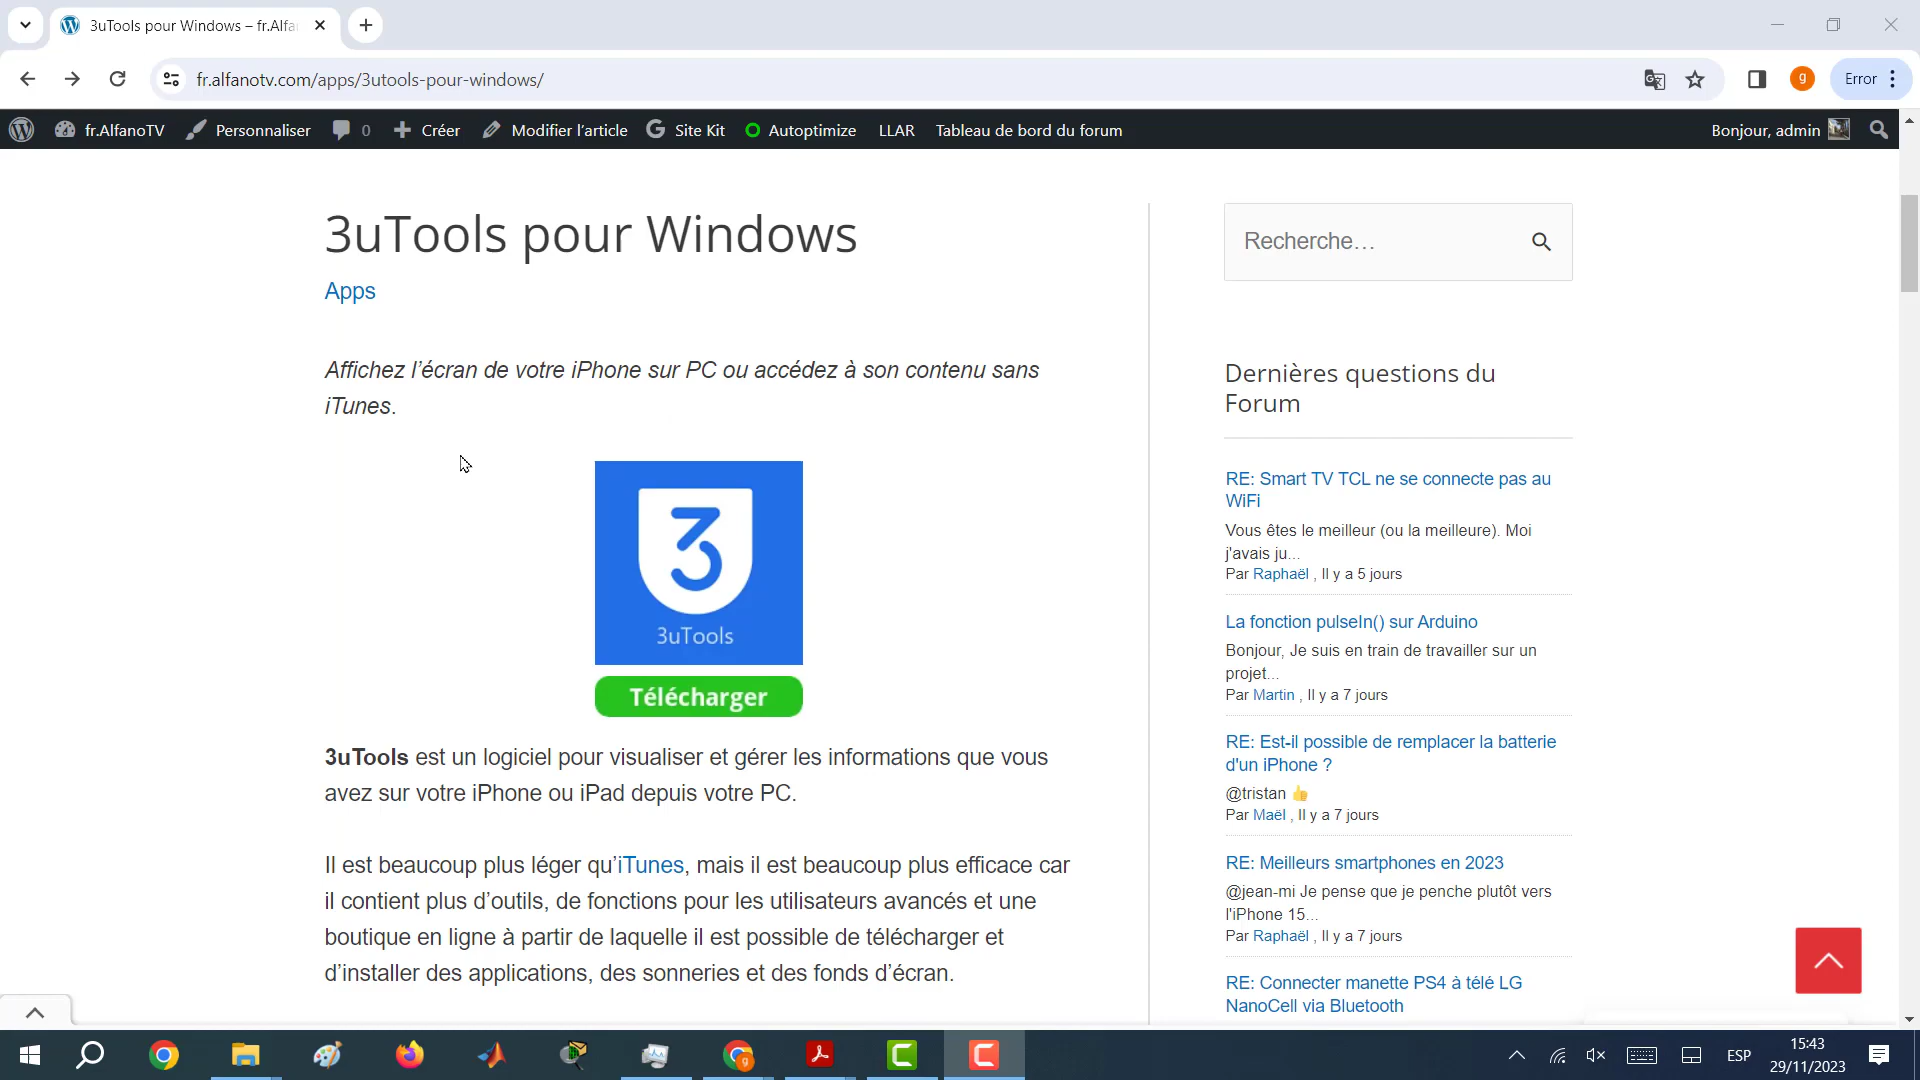 3uTools pour Windows – fr.Alfa
fr.alfanotv.com/apps/3utools-pour-windows/
g
Error
fr.AlfanoTV
Personnaliser
0
Créer
Modifier l'article
Site Kit
Autoptimize
LLAR
Tableau de bord du forum
Bonjour, admin
3uTools pour Windows
Apps
Affichez l'écran de votre iPhone sur PC ou accédez à son contenu sans
iTunes.
3
3uTools
Télécharger
3uTools est un logiciel pour visualiser et gérer les informations que vous
avez sur votre iPhone ou iPad depuis votre PC.
Il est beaucoup plus léger qu'iTunes, mais il est beaucoup plus efficace car
il contient plus d'outils, de fonctions pour les utilisateurs avancés et une
boutique en ligne à partir de laquelle il est possible de télécharger et
d'installer des applications, des sonneries et des fonds d'écran.
Recherche…
Dernières questions du
Forum
RE: Smart TV TCL ne se connecte pas au
WiFi
Vous êtes le meilleur (ou la meilleure). Moi
j'avais ju...
Par Raphaël , Il y a 5 jours
La fonction pulseIn() sur Arduino
Bonjour, Je suis en train de travailler sur un
projet...
Par Martin , Il y a 7 jours
RE: Est-il possible de remplacer la batterie
d'un iPhone ?
@tristan 👍
Par Maël , Il y a 7 jours
RE: Meilleurs smartphones en 2023
@jean-mi Je pense que je penche plutôt vers
l'iPhone 15...
Par Raphaël , Il y a 7 jours
RE: Connecter manette PS4 à télé LG
NanoCell via Bluetooth
ESP
15:43
29/11/2023